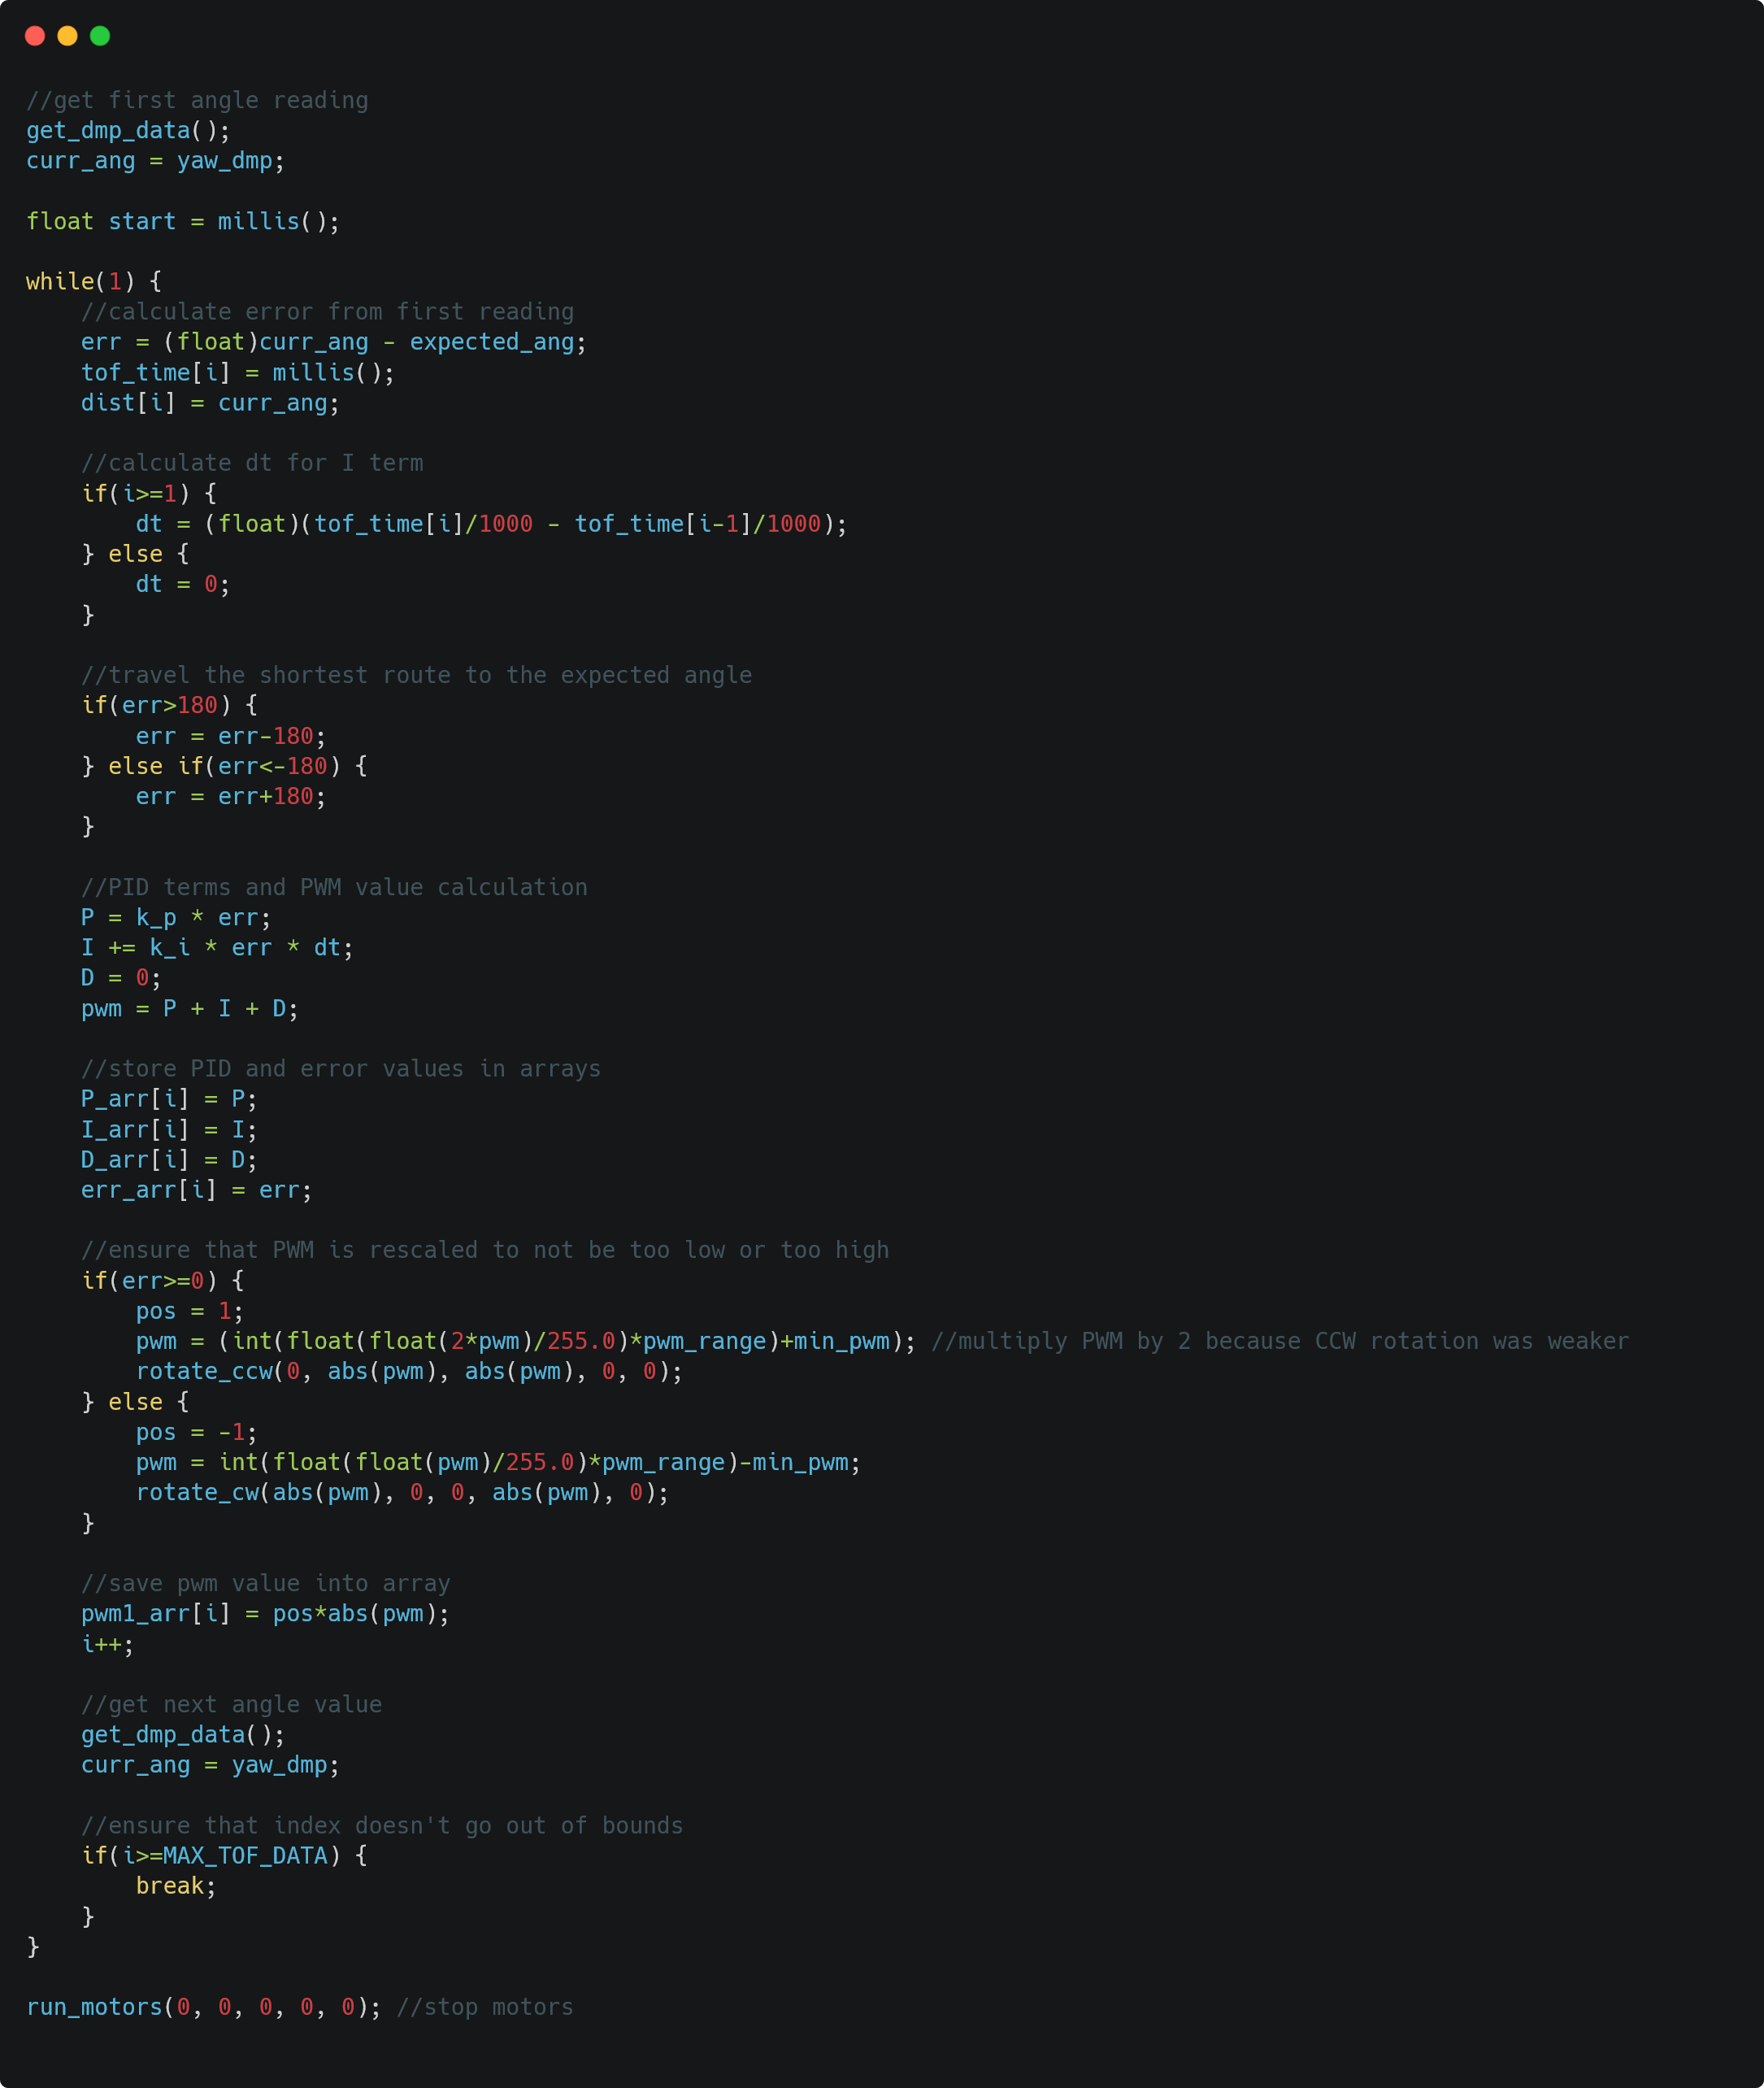 //get first angle reading
get_dmp_data();
curr_ang = yaw_dmp;

float start = millis();

while(1) {
    //calculate error from first reading
    err = (float)curr_ang - expected_ang;
    tof_time[i] = millis();
    dist[i] = curr_ang;

    //calculate dt for I term
    if(i>=1) {
        dt = (float)(tof_time[i]/1000 - tof_time[i-1]/1000);
    } else {
        dt = 0;
    }

    //travel the shortest route to the expected angle
    if(err>180) {
        err = err-180;
    } else if(err<-180) {
        err = err+180;
    }

    //PID terms and PWM value calculation
    P = k_p * err;
    I += k_i * err * dt;
    D = 0;
    pwm = P + I + D;

    //store PID and error values in arrays
    P_arr[i] = P;
    I_arr[i] = I;
    D_arr[i] = D;
    err_arr[i] = err;

    //ensure that PWM is rescaled to not be too low or too high
    if(err>=0) {
        pos = 1;
        pwm = (int(float(float(2*pwm)/255.0)*pwm_range)+min_pwm); //multiply PWM by 2 because CCW rotation was weaker
        rotate_ccw(0, abs(pwm), abs(pwm), 0, 0);
    } else {
        pos = -1;
        pwm = int(float(float(pwm)/255.0)*pwm_range)-min_pwm;
        rotate_cw(abs(pwm), 0, 0, abs(pwm), 0);
    }

    //save pwm value into array
    pwm1_arr[i] = pos*abs(pwm);
    i++;

    //get next angle value
    get_dmp_data();
    curr_ang = yaw_dmp;

    //ensure that index doesn't go out of bounds
    if(i>=MAX_TOF_DATA) {
        break;
    }
}

run_motors(0, 0, 0, 0, 0); //stop motors